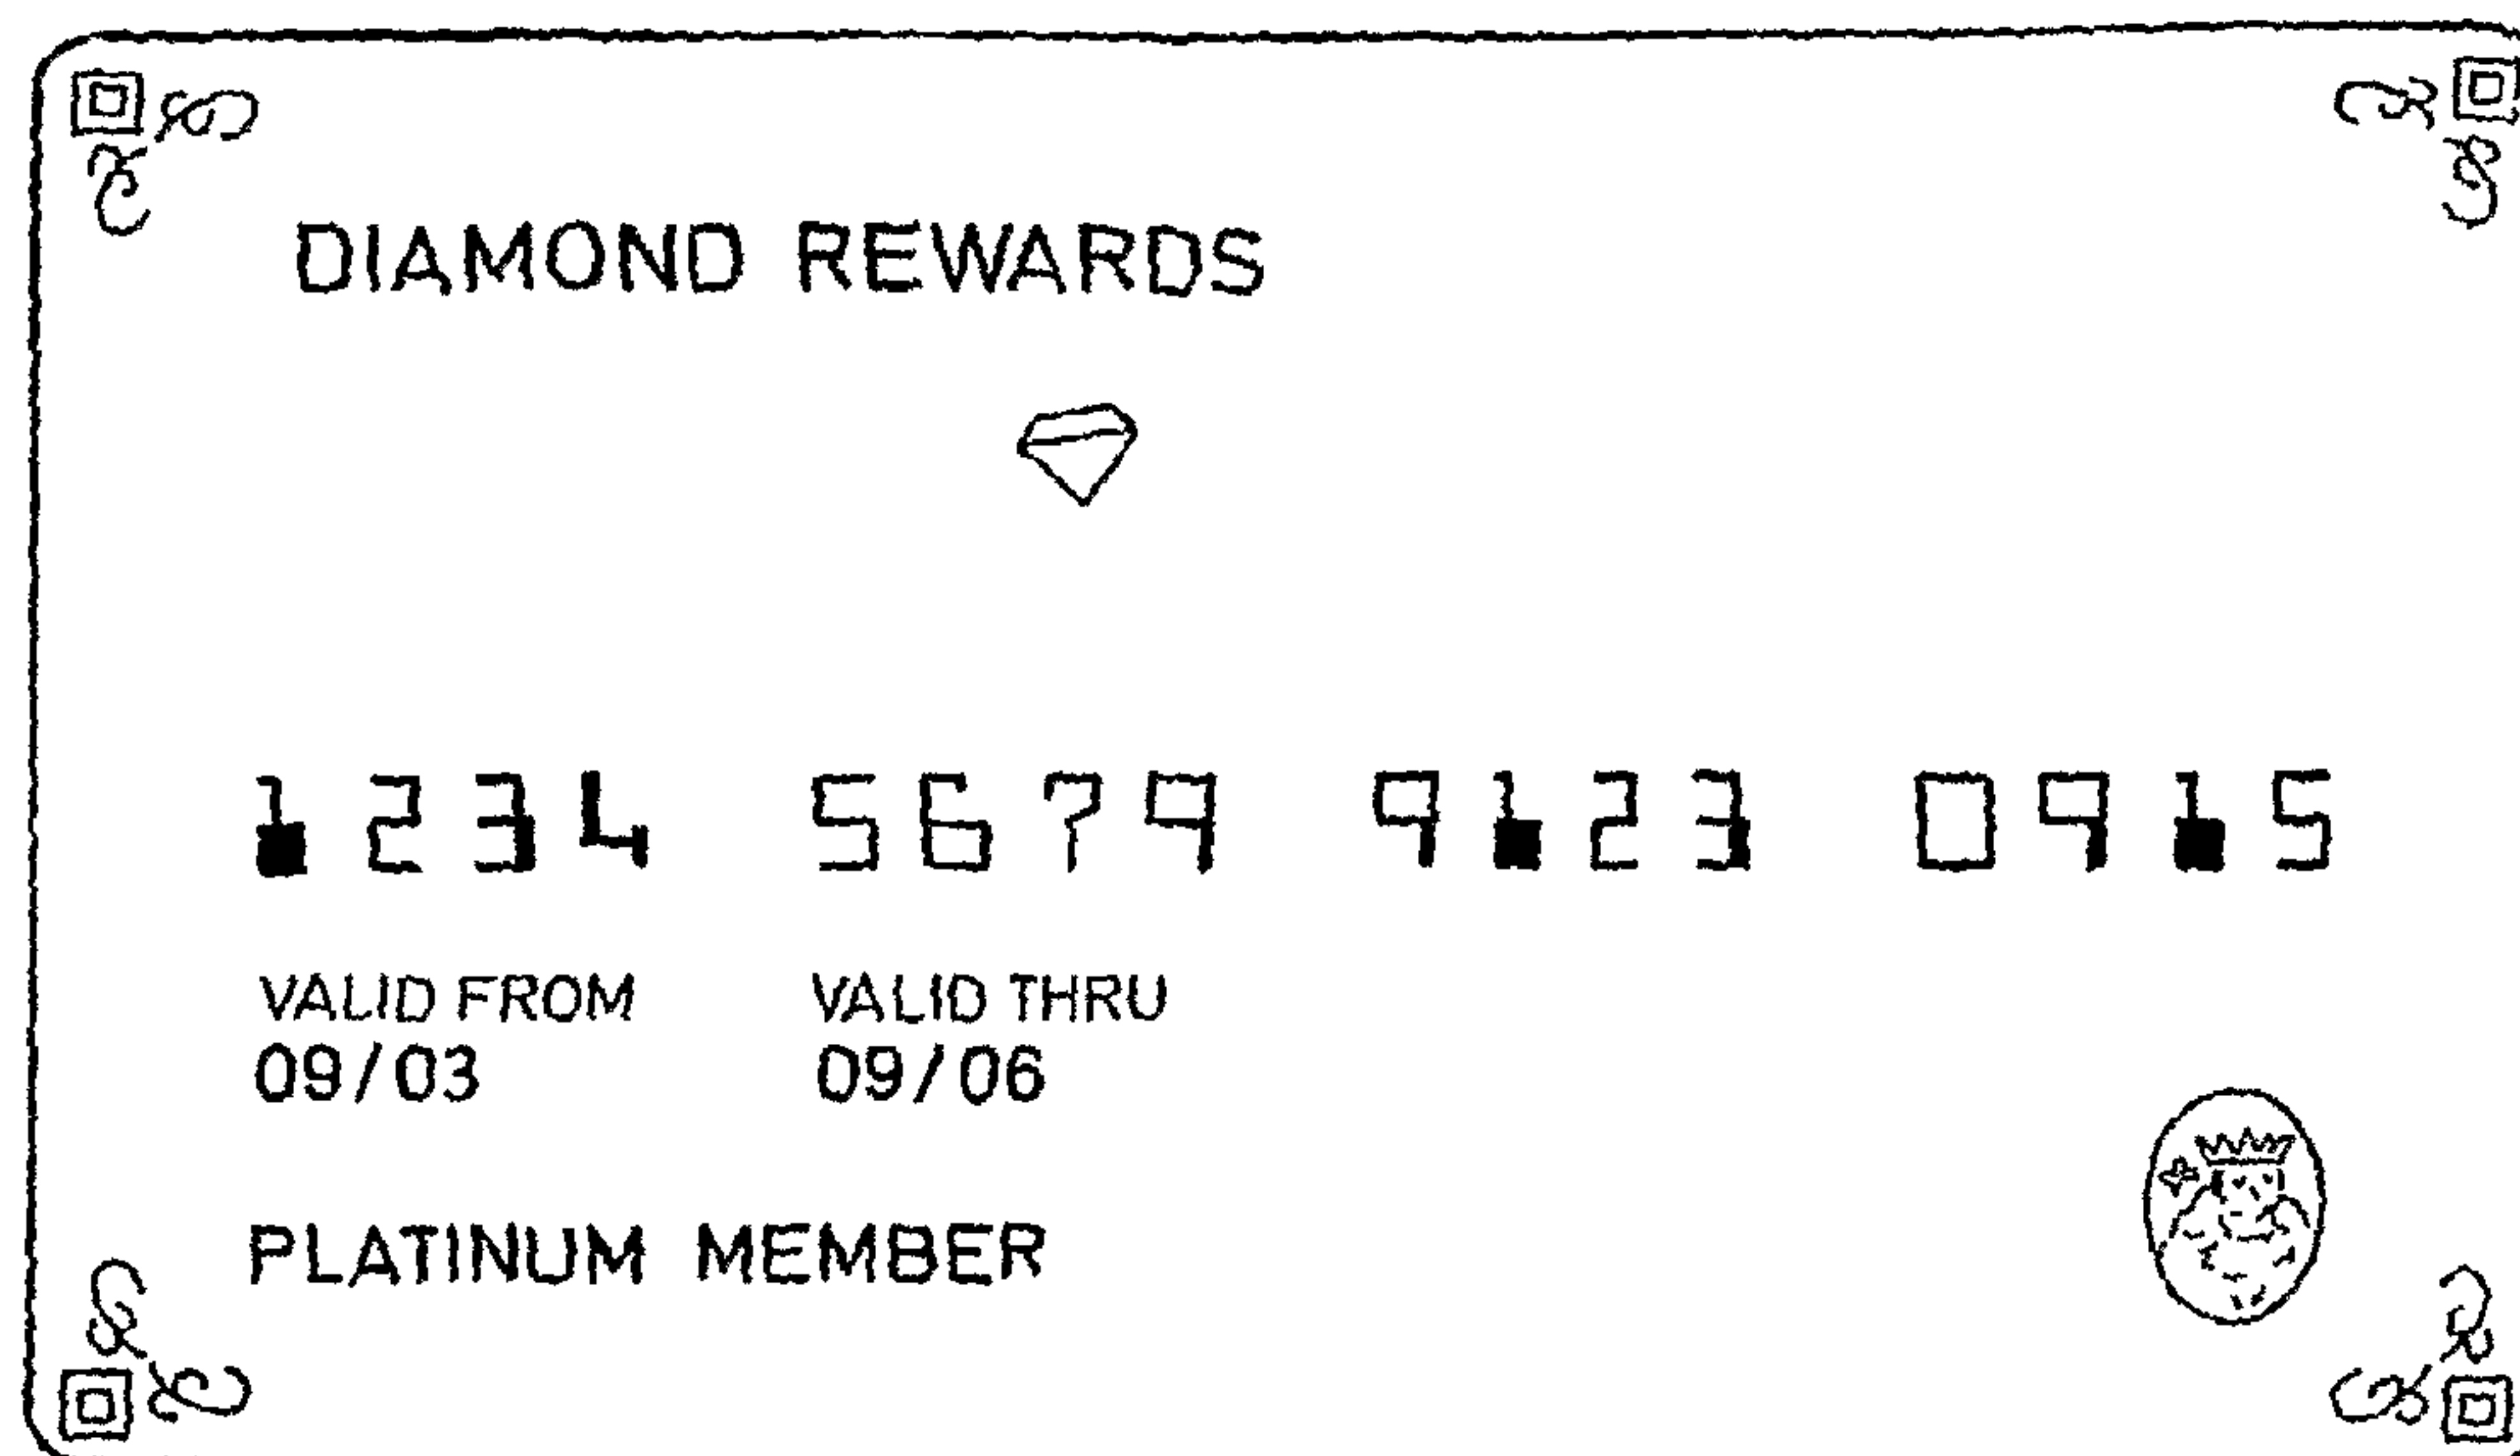 DIAMOND REWARDS
1234 5679 9123 0915
VALID FROM VALID THRU
09/03 09/06
PLATINUM MEMBER